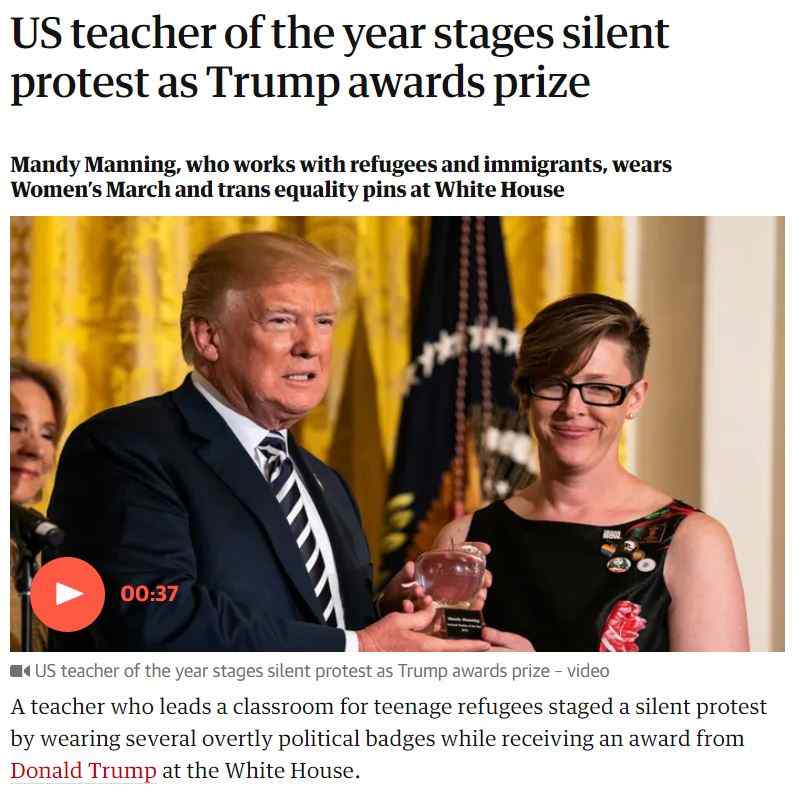 US teacher of the year stages silent
protest as Trump awards prize
Mandy Manning, who works with refugees and immigrants, wears
Women's March and trans equality pins at White House
00:37
US teacher of the year stages silent protest as Trump awards prize – video
A teacher who leads a classroom for teenage refugees staged a silent protest
by wearing several overtly political badges while receiving an award from
Donald Trump at the White House.